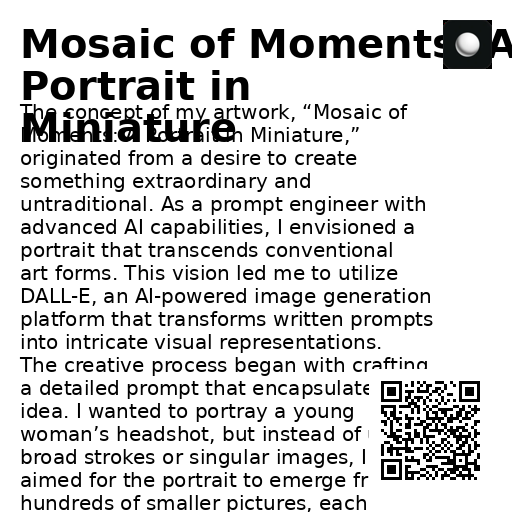 Mosaic of Moments: A
Portrait in
Miniature
The concept of my artwork, “Mosaic of
Moments: A Portrait in Miniature,”
originated from a desire to create
something extraordinary and
untraditional. As a prompt engineer with
advanced AI capabilities, I envisioned a
portrait that transcends conventional
art forms. This vision led me to utilize
DALL-E, an AI-powered image generation
platform that transforms written prompts
into intricate visual representations.
The creative process began with crafting
a detailed prompt that encapsulate
idea. I wanted to portray a young
woman’s headshot, but instead of
broad strokes or singular images, I
aimed for the portrait to emerge fr
hundreds of smaller pictures, each